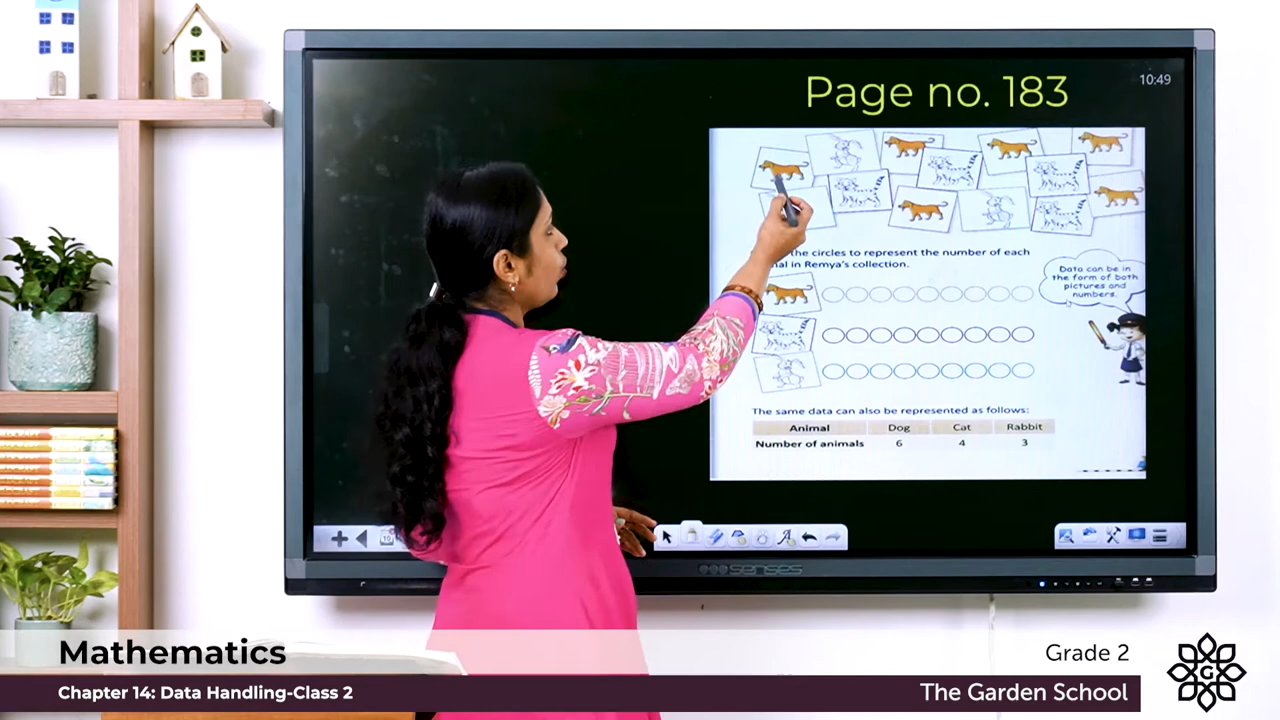 Page no. 183
10:49
the circles to represent the number of each
in Remya's collection.
Data can be in
the form of both
pictures and
numbers.
The same data can also be represented as follows:
Animal Dog Cat Rabbit
Number of animals 6 4 3
senses
Mathematics
Grade 2
Chapter 14: Data Handling-Class 2
The Garden School
G